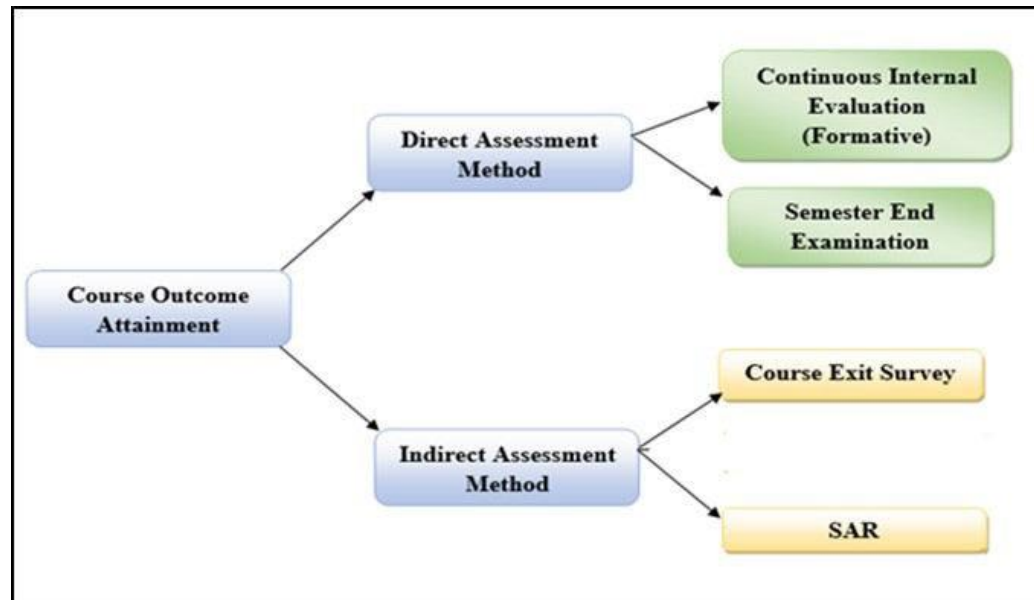 Continuous Internal
Evaluation
(Formative)
Direct Assessment
Method
Semester End
Examination
Course Outcome
Attainment
Course Exit Survey
Indirect Assessment
Method
SAR